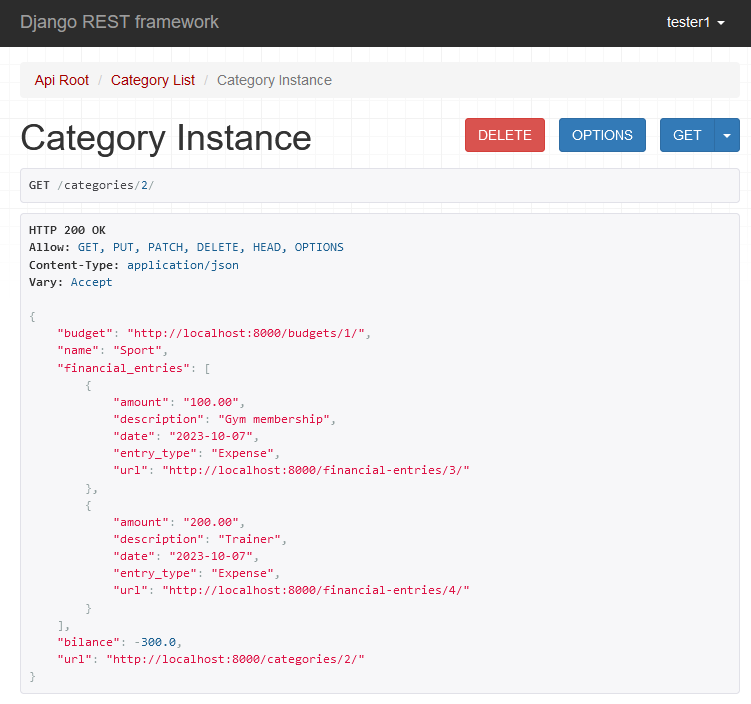 Django REST framework
tester1
Api Root / Category List / Category Instance
Category Instance
DELETE
OPTIONS
GET
GET /categories/2/
HTTP 200 OK
Allow: GET, PUT, PATCH, DELETE, HEAD, OPTIONS
Content-Type: application/json
Vary: Accept
{
    "budget": "http://localhost:8000/budgets/1/",
    "name": "Sport",
    "financial_entries": [
        {
            "amount": "100.00",
            "description": "Gym membership",
            "date": "2023-10-07",
            "entry_type": "Expense",
            "url": "http://localhost:8000/financial-entries/3/"
        },
        {
            "amount": "200.00",
            "description": "Trainer",
            "date": "2023-10-07",
            "entry_type": "Expense",
            "url": "http://localhost:8000/financial-entries/4/"
        }
    ],
    "bilance": -300.0,
    "url": "http://localhost:8000/categories/2/"
}